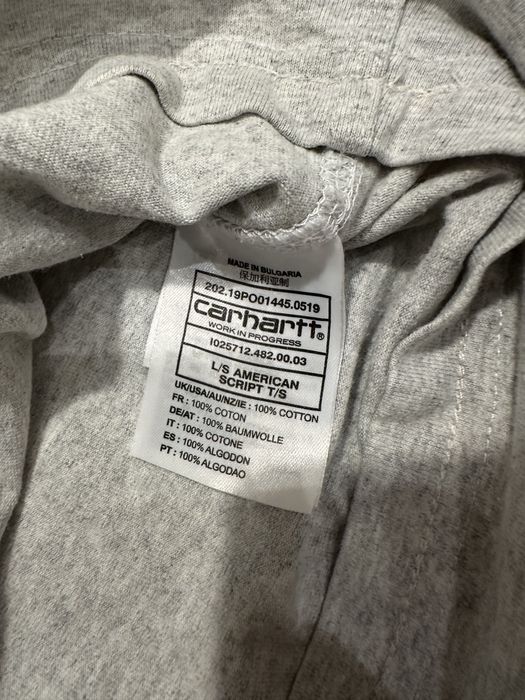 MADE IN BULGARIA
保加利亚制
202.19PO01445.0519
carhartt®
WORK IN PROGRESS
I025712.482.00.03
L/S AMERICAN
SCRIPT T/S
UK/USA/AU/NZ/IE : 100% COTTON
FR : 100% COTON
DE/AT : 100% BAUMWOLLE
IT : 100% COTONE
ES : 100% ALGODON
PT : 100% ALGODAO